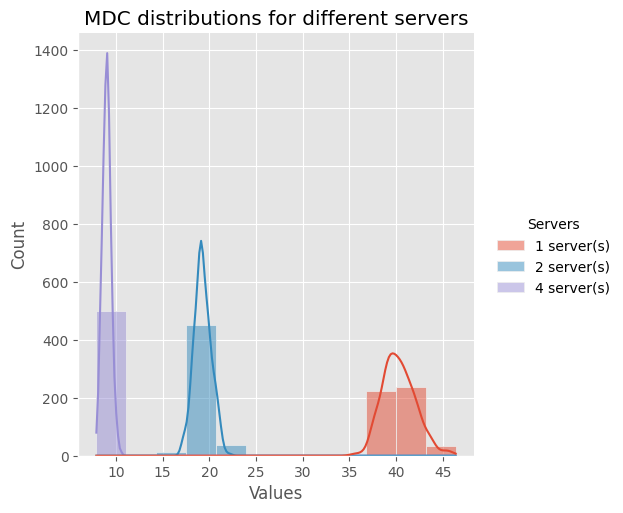 MDC distributions for different servers
1400
1200
1000
800
600
400
200
0
Count
10 15 20 25 30 35 40 45
Values
Servers
1 server(s)
2 server(s)
4 server(s)